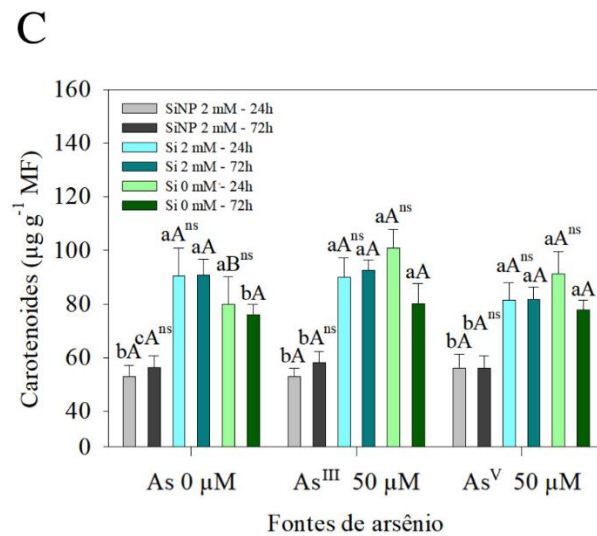 C
Carotenoides (µg g⁻¹ MF)
160
140
120
100
80
60
40
0
SiNP 2 mM - 24h
SiNP 2 mM - 72h
Si 2 mM - 24h
Si 2 mM - 72h
Si 0 mM - 24h
Si 0 mM - 72h
bA cA ns aA ns aA aB ns bA
bA bA ns aA ns aA aA ns aA
bA bA ns aA ns aA aA ns aA
As 0 µM As^III 50 µM As^V 50 µM
Fontes de arsênio